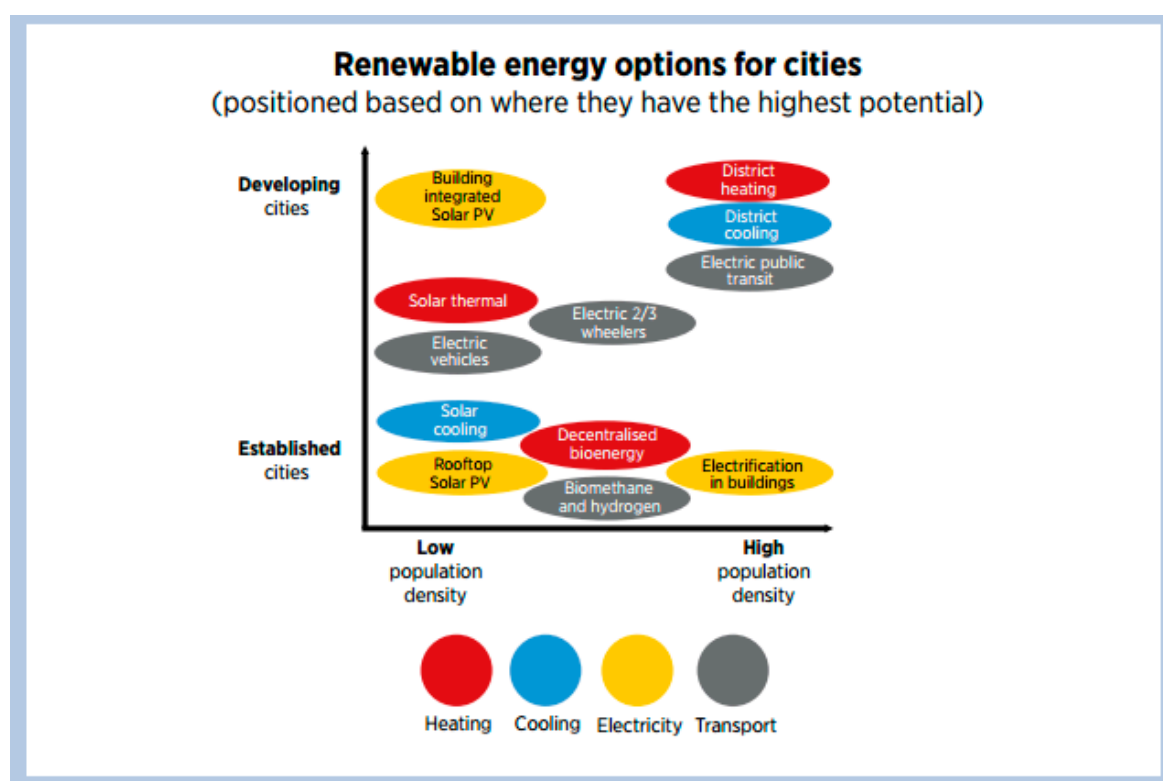 Renewable energy options for cities
(positioned based on where they have the highest potential)
Developing
cities
Building
integrated
Solar PV
District
heating
District
cooling
Electric public
transit
Solar thermal
Electric 2/3
wheelers
Electric
vehicles
Established
cities
Solar
cooling
Decentralised
bioenergy
Rooftop
Solar PV
Electrification
in buildings
Biomethane
and hydrogen
Low
population
density
High
population
density
Heating
Cooling
Electricity
Transport